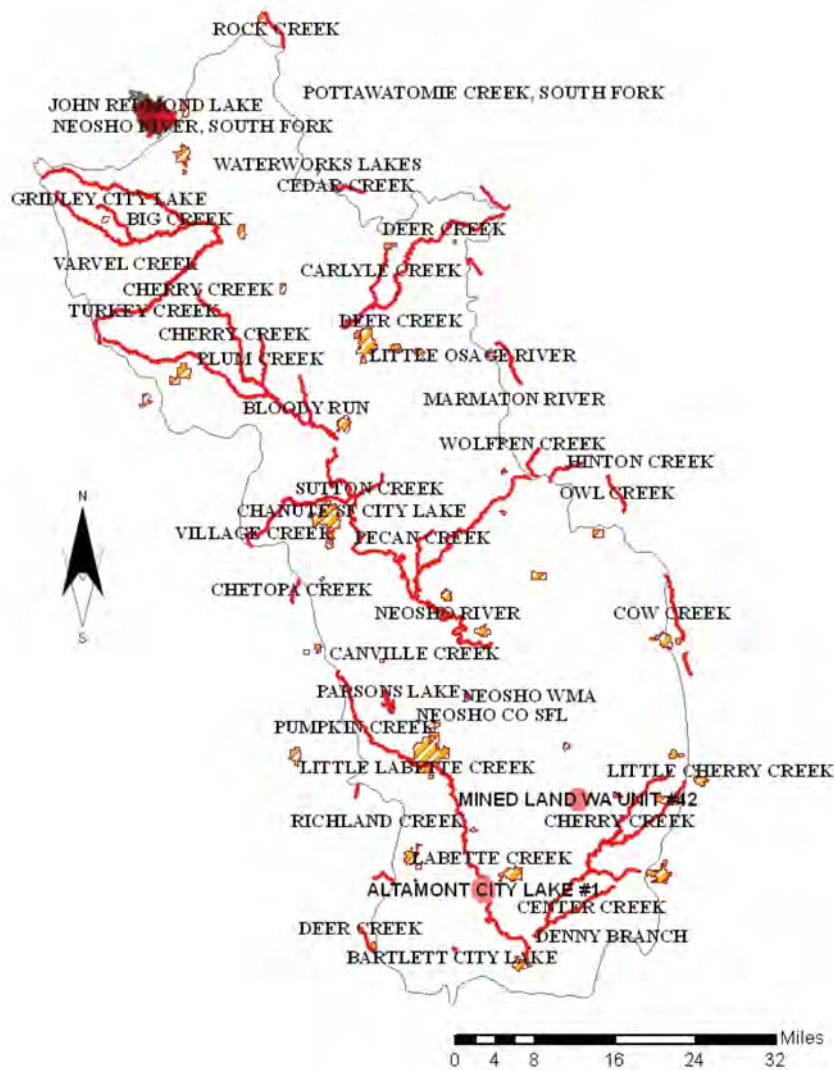 ROCK CREEK
POTTAWATOMIE CREEK, SOUTH FORK
JOHN REDMOND LAKE
NEOSHO RIVER, SOUTH FORK
WATERWORKS LAKES
CEDAR CREEK
GRIDLEY CITY LAKE
BIG CREEK
DEER CREEK
VARVEL CREEK
CARLYLE CREEK
CHERRY CREEK
TURKEY CREEK
DEER CREEK
CHERRY CREEK
PLUM CREEK
LITTLE OSAGE RIVER
MARMATON RIVER
BLOODY RUN
WOLFPEN CREEK
HINTON CREEK
SUTTON CREEK
OWL CREEK
CHANUTE SF CITY LAKE
VILLAGE CREEK
PECAN CREEK
N
S
CHETOPA CREEK
NEOSHO RIVER
COW CREEK
CANVILLE CREEK
PARSONS LAKE
NEOSHO WMA
NEOSHO CO SFL
PUMPKIN CREEK
LITTLE LABETTE CREEK
LITTLE CHERRY CREEK
MINED LAND WA UNIT #42
RICHLAND CREEK
CHERRY CREEK
LABETTE CREEK
ALTAMONT CITY LAKE #1
CENTER CREEK
DEER CREEK
DENNY BRANCH
BARTLETT CITY LAKE
Miles
0 4 8 16 24 32